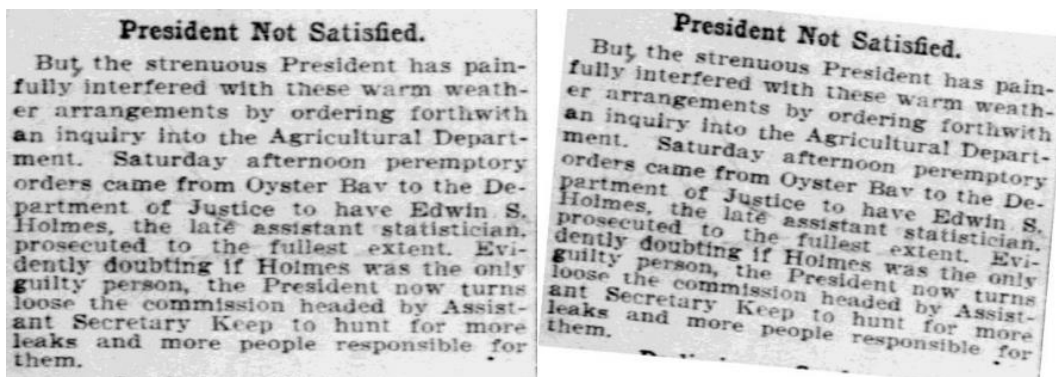 President Not Satisfied.
But, the strenuous President has pain-
fully interfered with these warm weath-
er arrangements by ordering forthwith
an inquiry into the Agricultural Depart-
ment. Saturday afternoon peremptory
orders came from Oyster Bav to the De-
partment of Justice to have Edwin S.
Holmes, the late assistant statistician,
prosecuted to the fullest extent. Evi-
dently doubting if Holmes was the only
guilty person, the President now turns
loose the commission headed by Assist-
ant Secretary Keep to hunt for more
leaks and more people responsible for
them.
President Not Satisfied.
But, the strenuous President has pain-
fully interfered with these warm weath-
er arrangements by ordering forthwith
an inquiry into the Agricultural Depart-
ment. Saturday afternoon peremptory
orders came from Oyster Bav to the De-
partment of Justice to have Edwin S.
Holmes, the late assistant statistician,
prosecuted to the fullest extent. Evi-
dently doubting if Holmes was the only
guilty person, the President now turns
loose the commission headed by Assist-
ant Secretary Keep to hunt for more
leaks and more people responsible for
them.